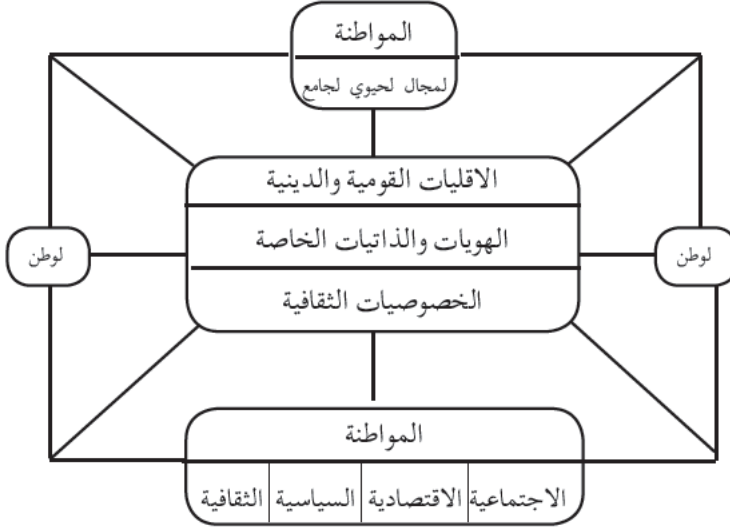 المواطنة
لمجال لحيوي لجامع
الاقليات القومية والدينية
الهويات والذاتيات الخاصة
لوطن
لوطن
الخصوصيات الثقافية
المواطنة
الاجتماعية الاقتصادية السياسية الثقافية